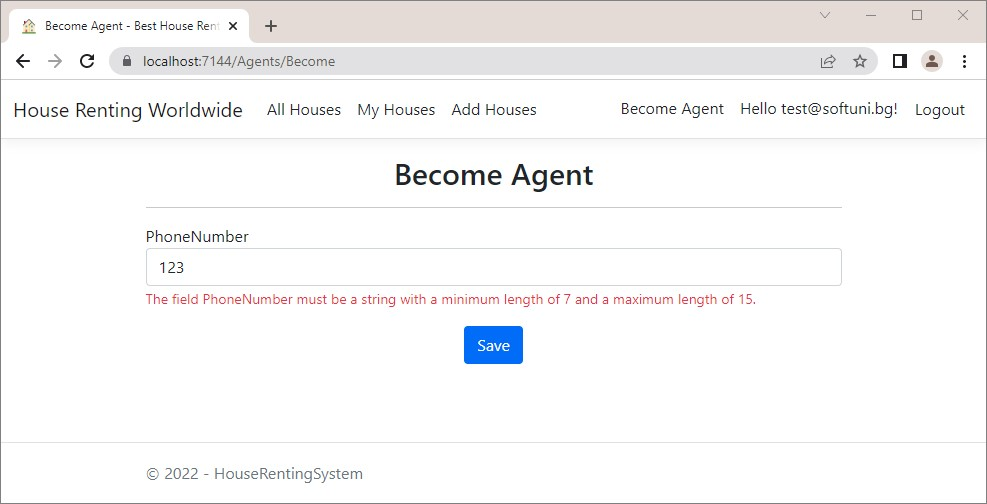 Become Agent - Best House Rent
localhost:7144/Agents/Become
House Renting Worldwide All Houses My Houses Add Houses Become Agent Hello test@softuni.bg! Logout
Become Agent
PhoneNumber
123
The field PhoneNumber must be a string with a minimum length of 7 and a maximum length of 15.
Save
© 2022 - HouseRentingSystem